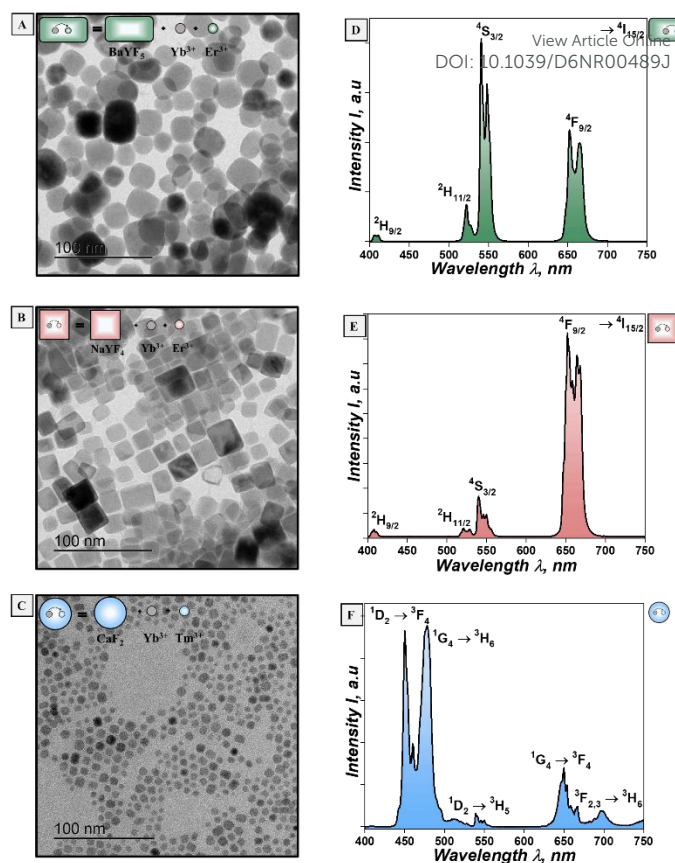 A
=
BaYF₅
Yb³⁺
Er³⁺
100 nm
D
⁴S₃/₂
→ ⁴I₁₅/₂
View Article Online
DOI: 10.1039/D6NR00489J
⁴F₉/₂
²H₁₁/₂
²H₉/₂
Intensity I, a.u
400 450 500 550 600 650 700 750
Wavelength λ, nm
B
=
NaYF₄
Yb³⁺
Er³⁺
100 nm
E
⁴F₉/₂
→ ⁴I₁₅/₂
⁴S₃/₂
²H₉/₂
²H₁₁/₂
Intensity I, a.u
400 450 500 550 600 650 700 750
Wavelength λ, nm
C
=
CaF₂
Yb³⁺
Tm³⁺
100 nm
F
¹D₂ → ³F₄
¹G₄ → ³H₆
¹G₄ → ³F₄
¹D₂ → ³H₅
³F₂,₃ → ³H₆
Intensity I, a.u
400 450 500 550 600 650 700 750
Wavelength λ, nm